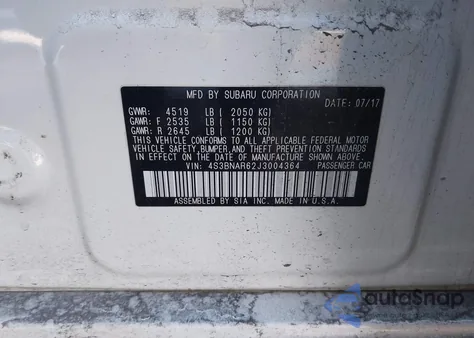 MFD BY SUBARU CORPORATION
DATE: 07/17
GVWR: 4519 LB ( 2050 KG)
GAWR: F 2535 LB ( 1150 KG)
GAWR: R 2645 LB ( 1200 KG)
THIS VEHICLE CONFORMS TO ALL APPLICABLE FEDERAL MOTOR
VEHICLE SAFETY,BUMPER,AND THEFT PREVENTION STANDARDS
IN EFFECT ON THE DATE OF MANUFACTURE SHOWN ABOVE.
VIN: 4S3BNAR62J3004364 PASSENGER CAR
ASSEMBLED BY SIA INC. MADE IN U.S.A.
autoSnap